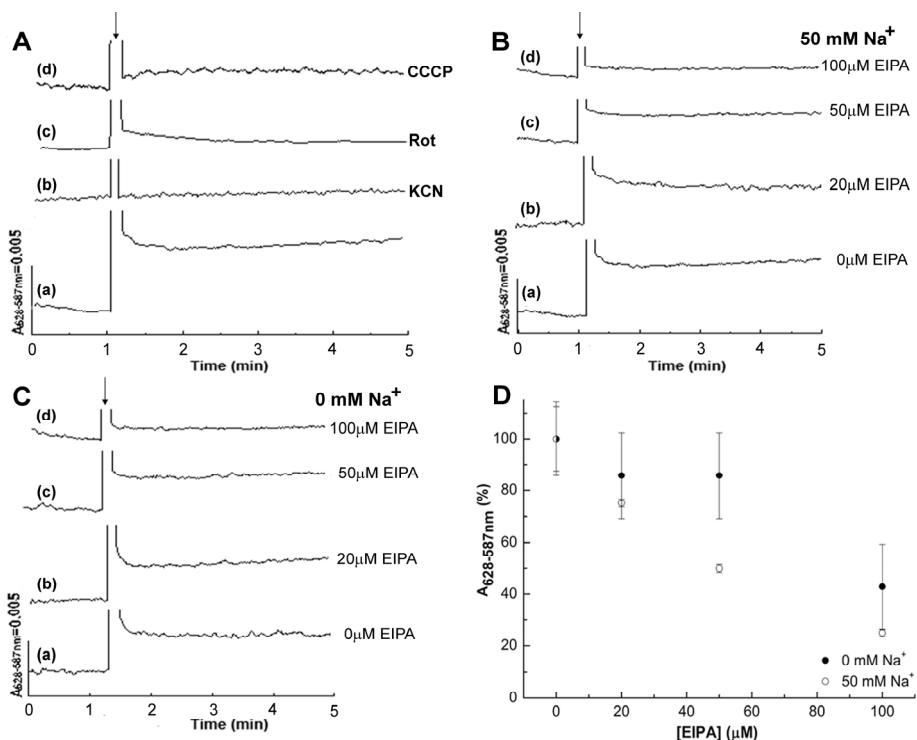 A
(d)
CCCP
(c)
Rot
(b)
KCN
(a)
A628-587nm=0.005
0 1 2 3 4 5
Time (min)
B
50 mM Na+
(d)
100µM EIPA
(c)
50µM EIPA
(b)
20µM EIPA
(a)
0µM EIPA
A628-587nm=0.005
0 1 2 3 4 5
Time (min)
C
0 mM Na+
(d)
100µM EIPA
(c)
50µM EIPA
(b)
20µM EIPA
(a)
0µM EIPA
A628-587nm=0.005
0 1 2 3 4 5
Time (min)
D
100
80
60
40
20
0
A628-587nm (%)
0 mM Na+
50 mM Na+
0 20 40 60 80 100
[EIPA] (µM)